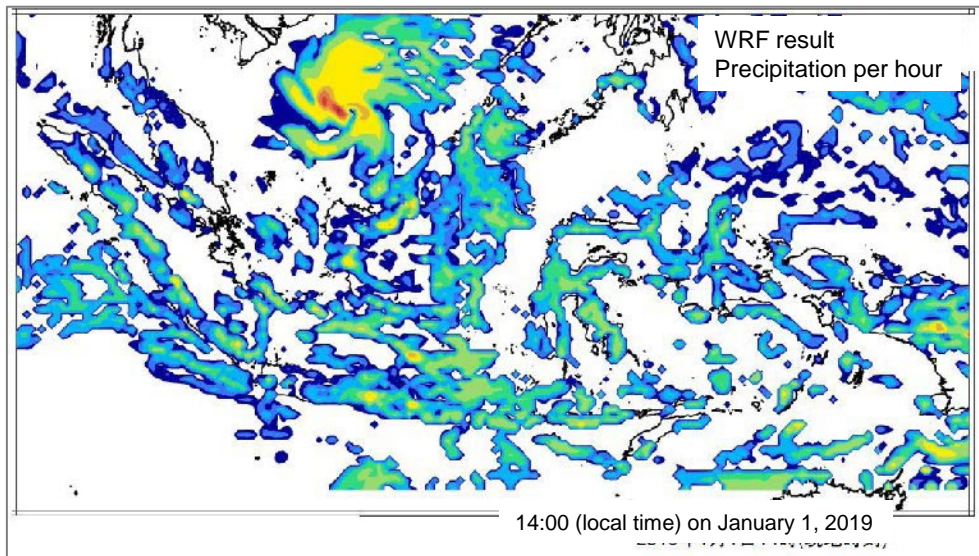 WRF result
Precipitation per hour
14:00 (local time) on January 1, 2019